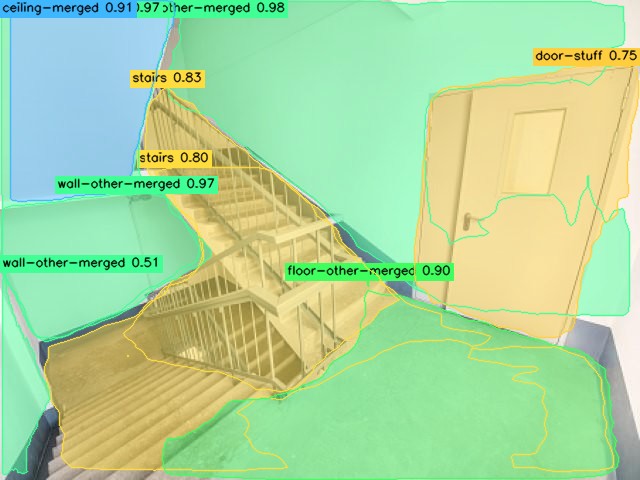 ceiling-merged 0.91
0.97
other-merged 0.98
door-stuff 0.75
stairs 0.83
stairs 0.80
wall-other-merged 0.97
wall-other-merged 0.51
floor-other-merged 0.90